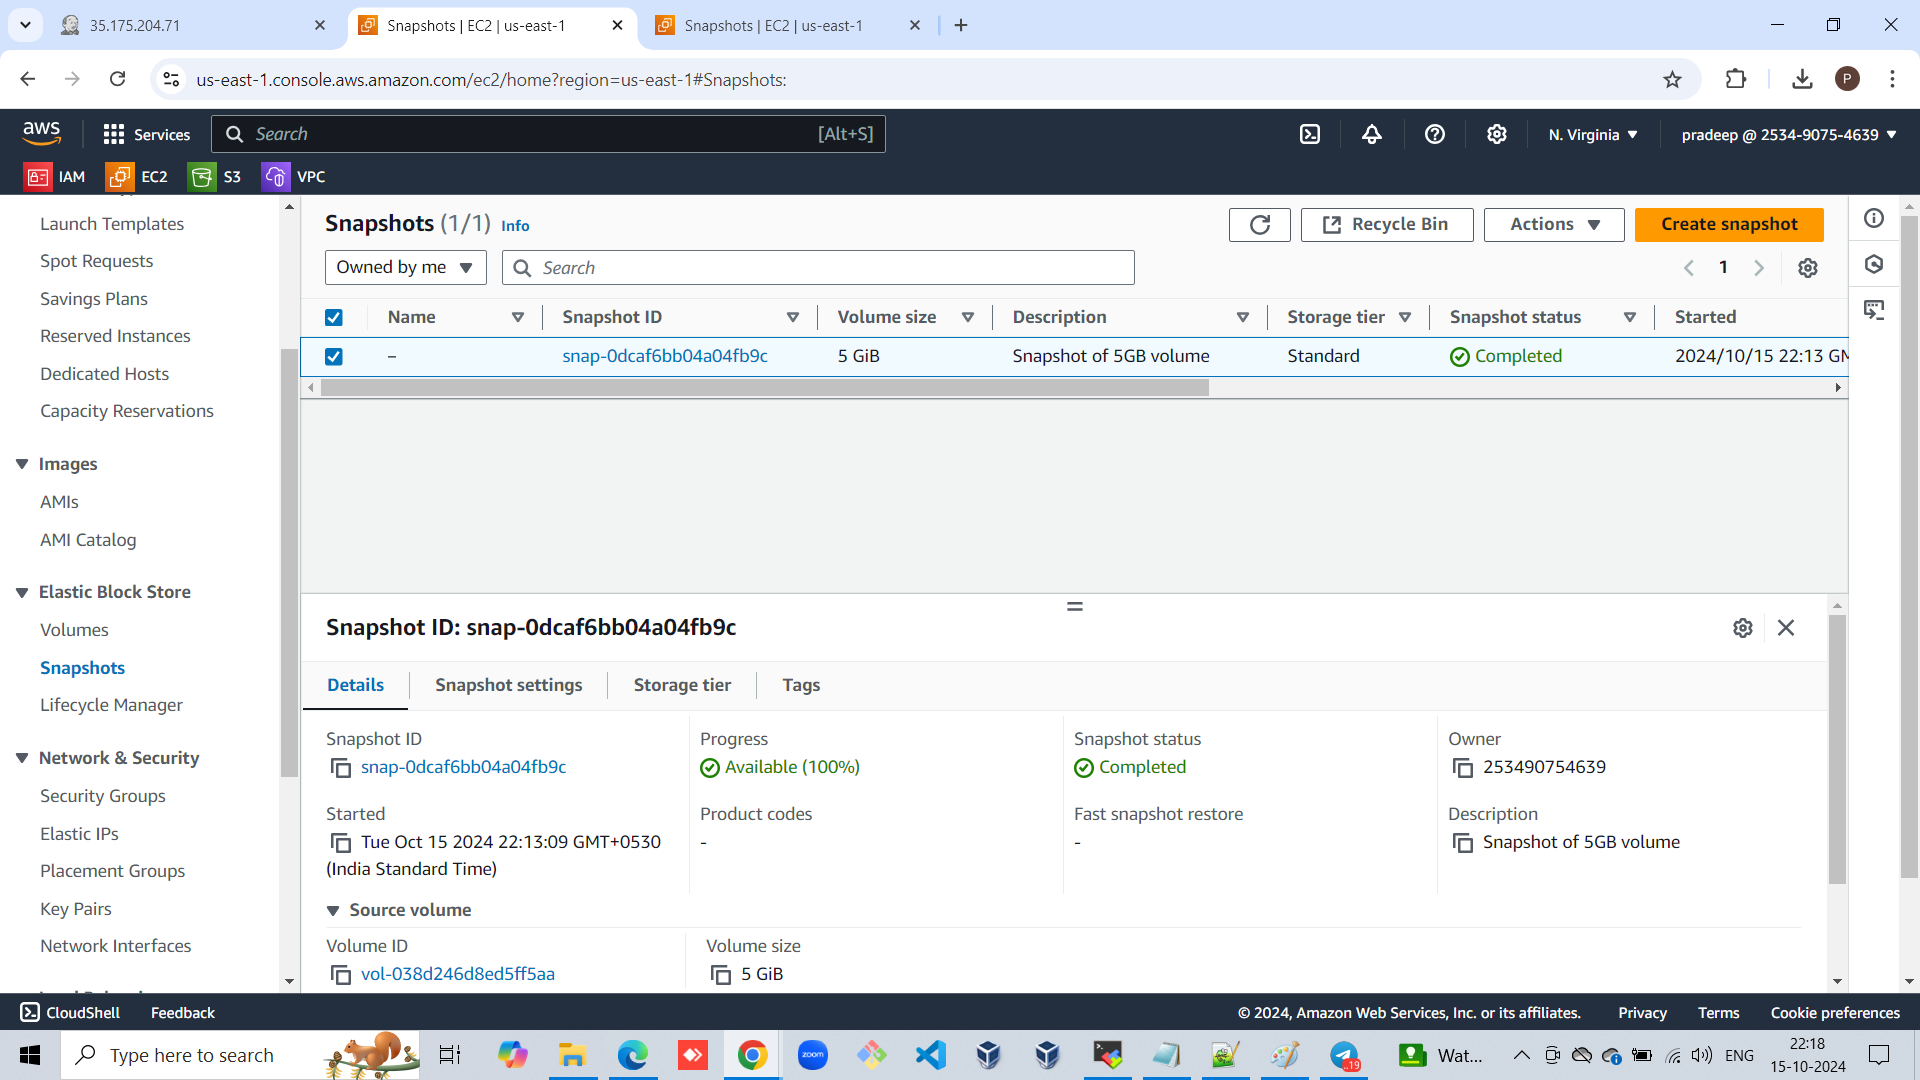 35.175.204.71
Snapshots | EC2 | us-east-1
Snapshots | EC2 | us-east-1
us-east-1.console.aws.amazon.com/ec2/home?region=us-east-1#Snapshots:
P
aws
Services
Search
[Alt+S]
N. Virginia
pradeep @ 2534-9075-4639
IAM
EC2
S3
VPC
Launch Templates
Spot Requests
Savings Plans
Reserved Instances
Dedicated Hosts
Capacity Reservations
Images
AMIs
AMI Catalog
Elastic Block Store
Volumes
Snapshots
Lifecycle Manager
Network & Security
Security Groups
Elastic IPs
Placement Groups
Key Pairs
Network Interfaces
Snapshots (1/1) Info
Recycle Bin
Actions
Create snapshot
Owned by me
Search
1
Name
Snapshot ID
Volume size
Description
Storage tier
Snapshot status
Started
–
snap-0dcaf6bb04a04fb9c
5 GiB
Snapshot of 5GB volume
Standard
Completed
2024/10/15 22:13 GM
Snapshot ID: snap-0dcaf6bb04a04fb9c
Details
Snapshot settings
Storage tier
Tags
Snapshot ID
snap-0dcaf6bb04a04fb9c
Progress
Available (100%)
Snapshot status
Completed
Owner
253490754639
Started
Tue Oct 15 2024 22:13:09 GMT+0530
(India Standard Time)
Product codes
-
Fast snapshot restore
-
Description
Snapshot of 5GB volume
Source volume
Volume ID
vol-038d246d8ed5ff5aa
Volume size
5 GiB
CloudShell
Feedback
© 2024, Amazon Web Services, Inc. or its affiliates.
Privacy
Terms
Cookie preferences
Type here to search
zoom
..19
Wat...
ENG
22:18
15-10-2024